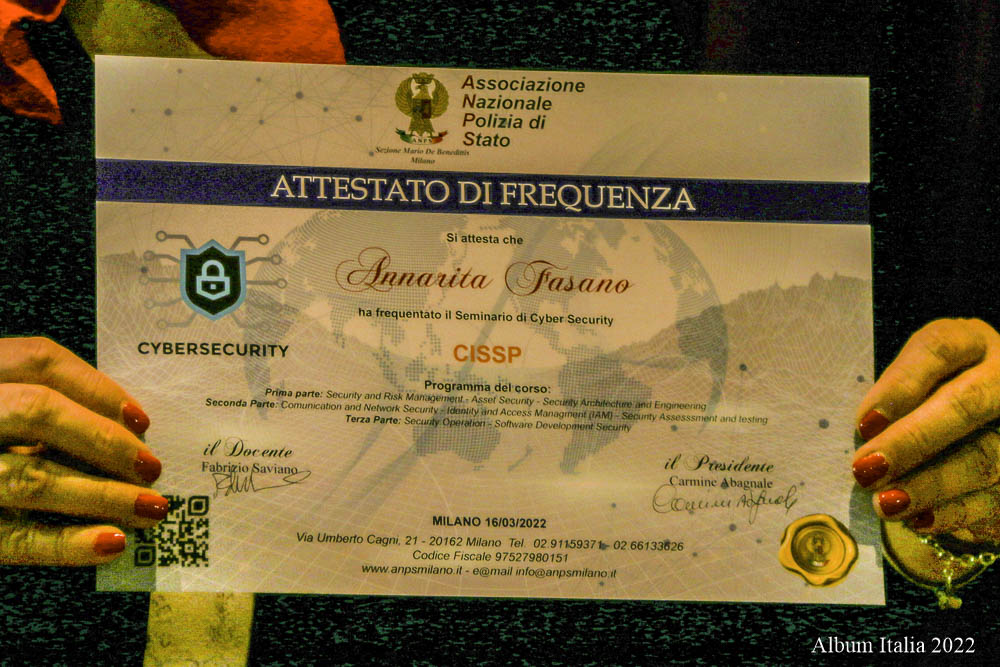 Associazione
Nazionale
Polizia di
Stato
ANPS
Sezione Mario De Benedittis
Milano
ATTESTATO DI FREQUENZA
Si attesta che
Annarita Fasano
ha frequentato il Seminario di Cyber Security
CYBERSECURITY
CISSP
Programma del corso:
Prima parte: Security and Risk Management - Asset Security - Security Architecture and Engineering
Seconda Parte: Comunication and Network Security - Identity and Access Managment (IAM) - Security Assesssment and testing
Terza Parte: Security Operation - Software Development Security
il Docente
Fabrizio Saviano
il Presidente
Carmine Abagnale
MILANO 16/03/2022
Via Umberto Cagni, 21 - 20162 Milano Tel. 02.91159371 - 02 66133626
Codice Fiscale 97527980151
www.anpsmilano.it - e@mail info@anpsmilano.it
Album Italia 2022